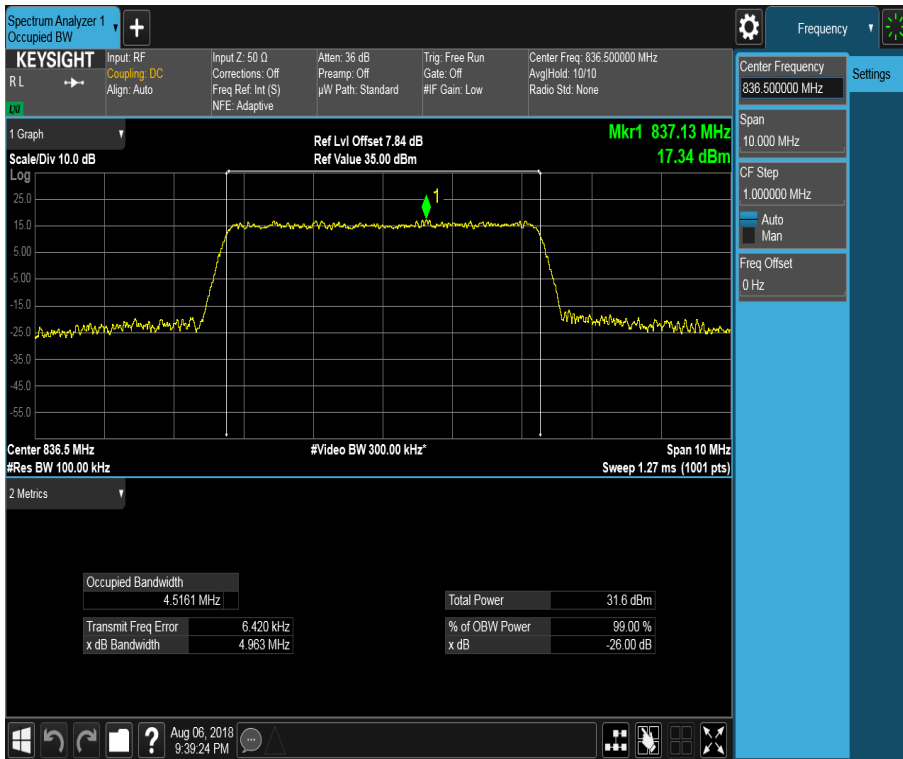 Spectrum Analyzer 1
Occupied BW
+
Frequency
KEYSIGHT
R L
LXI
Input: RF
Coupling: DC
Align: Auto
Input Z: 50 Ω
Corrections: Off
Freq Ref: Int (S)
NFE: Adaptive
Atten: 36 dB
Preamp: Off
µW Path: Standard
Trig: Free Run
Gate: Off
#IF Gain: Low
Center Freq: 836.500000 MHz
Avg|Hold: 10/10
Radio Std: None
Center Frequency
836.500000 MHz
Settings
Span
10.000 MHz
CF Step
1.000000 MHz
Auto
Man
Freq Offset
0 Hz
1 Graph
Scale/Div 10.0 dB
Ref Lvl Offset 7.84 dB
Ref Value 35.00 dBm
Mkr1 837.13 MHz
17.34 dBm
Log
25.0
15.0
5.00
-5.00
-15.0
-25.0
-35.0
-45.0
-55.0
1
Center 836.5 MHz
#Video BW 300.00 kHz*
Span 10 MHz
#Res BW 100.00 kHz
Sweep 1.27 ms (1001 pts)
2 Metrics
Occupied Bandwidth
4.5161 MHz
Total Power 31.6 dBm
Transmit Freq Error 6.420 kHz
% of OBW Power 99.00 %
x dB Bandwidth 4.963 MHz
x dB -26.00 dB
?
Aug 06, 2018
9:39:24 PM